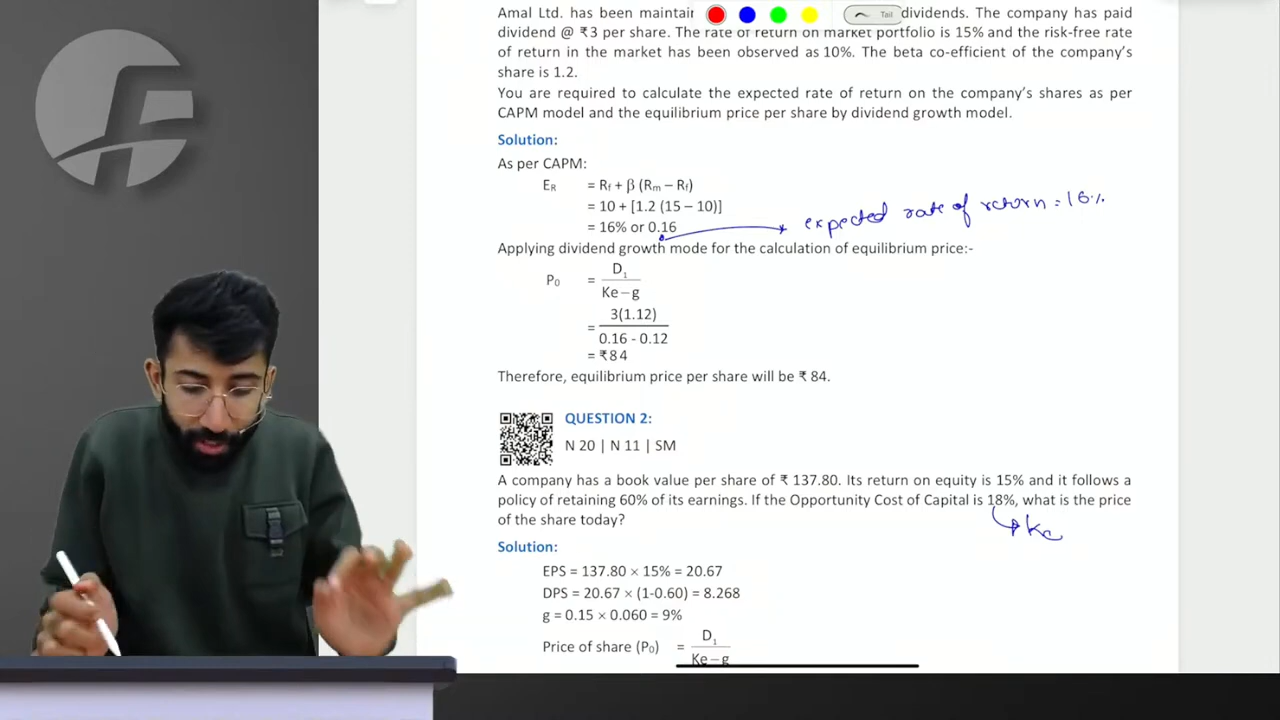 Amal Ltd. has been maintain dividends. The company has paid
Tail
dividend @ ₹3 per share. The rate of return on market portfolio is 15% and the risk-free rate
of return in the market has been observed as 10%. The beta co-efficient of the company's
share is 1.2.
You are required to calculate the expected rate of return on the company's shares as per
CAPM model and the equilibrium price per share by dividend growth model.
Solution:
As per CAPM:
ER = Rf + β (Rm – Rf)
= 10 + [1.2 (15 – 10)]
= 16% or 0.16
expected rate of return = 16%
Applying dividend growth mode for the calculation of equilibrium price:-
P0 = D1
Ke – g
= 3(1.12)
0.16 - 0.12
= ₹84
Therefore, equilibrium price per share will be ₹ 84.
QUESTION 2:
N 20 | N 11 | SM
A company has a book value per share of ₹ 137.80. Its return on equity is 15% and it follows a
policy of retaining 60% of its earnings. If the Opportunity Cost of Capital is 18%, what is the price
of the share today?
Ke
Solution:
EPS = 137.80 × 15% = 20.67
DPS = 20.67 × (1-0.60) = 8.268
g = 0.15 × 0.060 = 9%
Price of share (P0) = D1
Ke – g